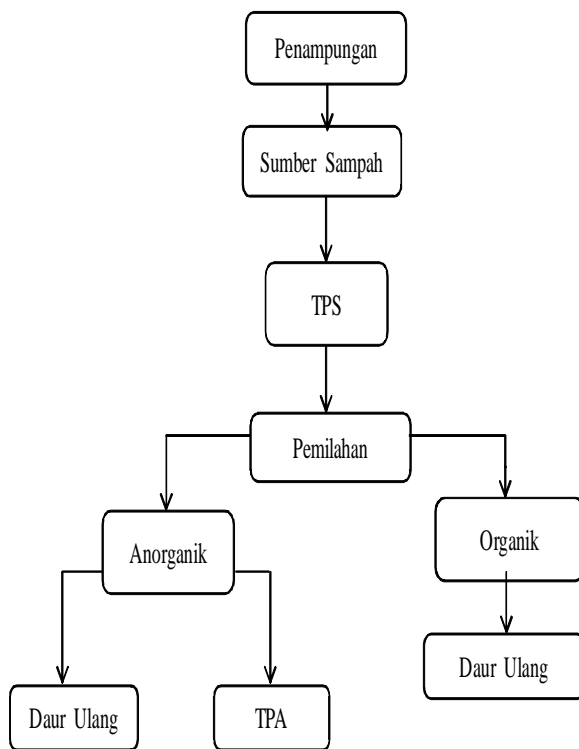 Penampungan
Sumber Sampah
TPS
Pemilahan
Anorganik
Organik
Daur Ulang
TPA
Daur Ulang